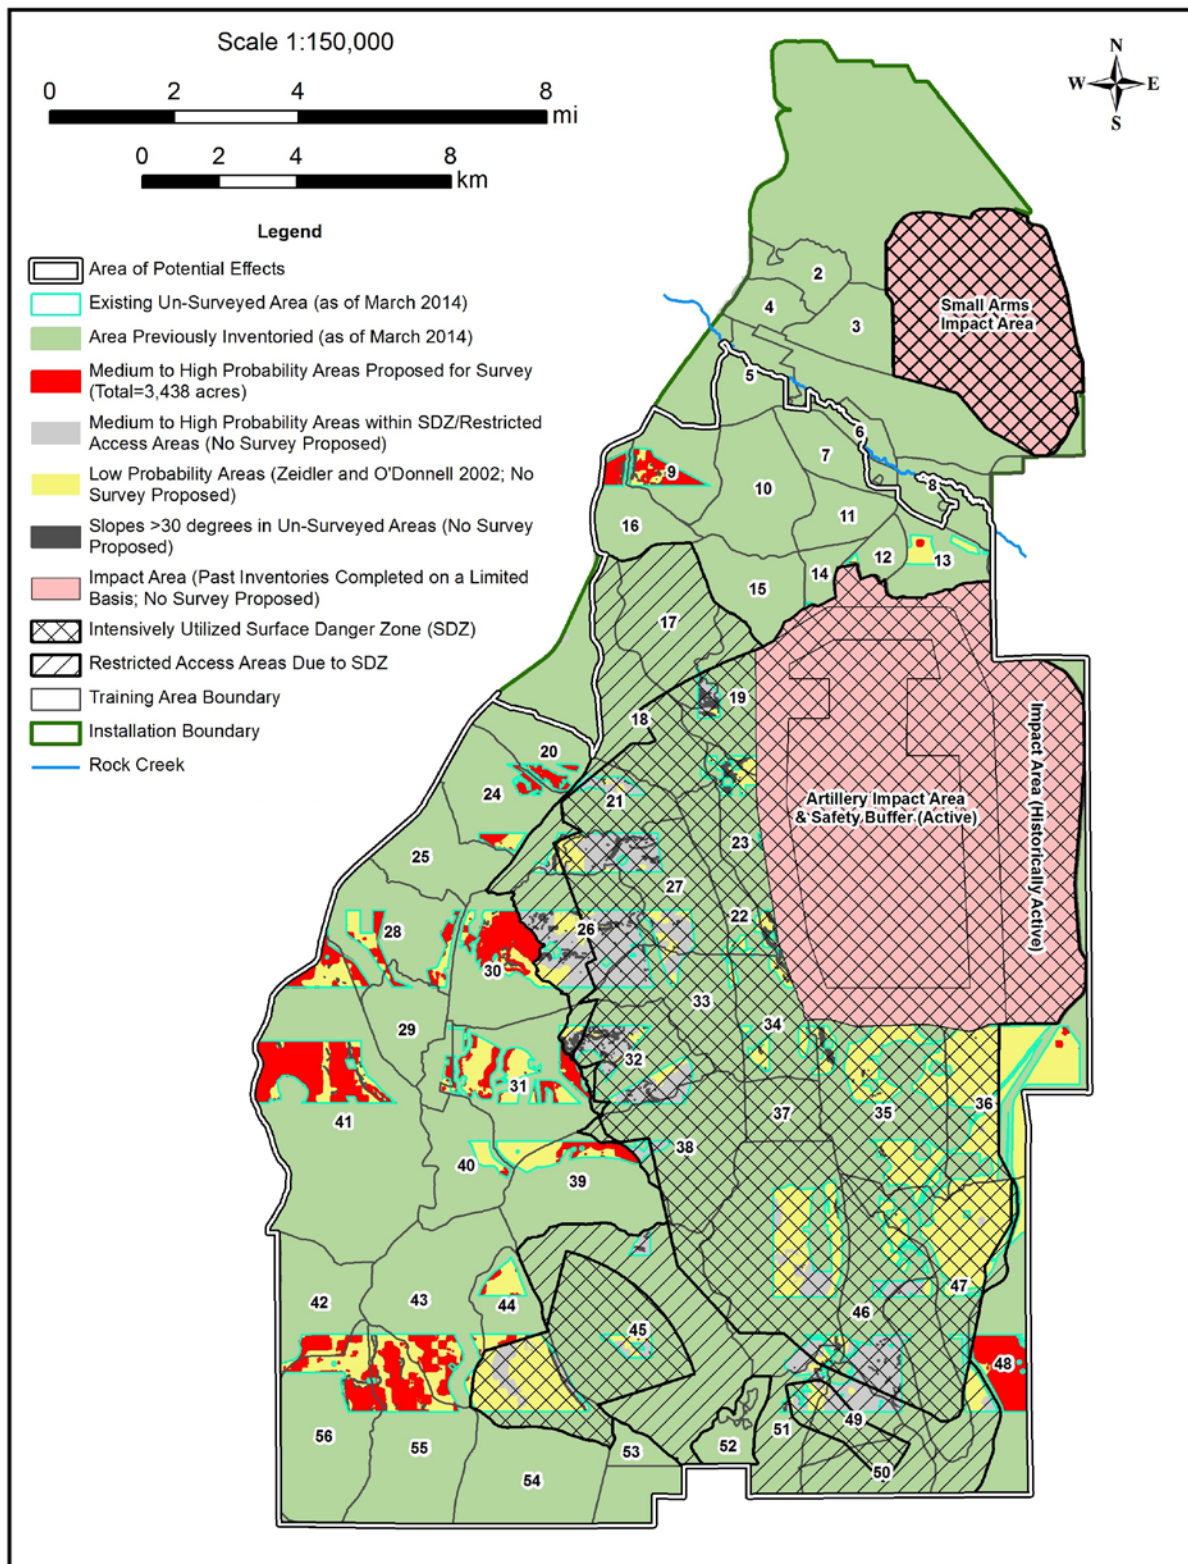 Scale 1:150,000
0 2 4 8 mi
0 2 4 8 km
N
W E
S
Legend
Area of Potential Effects
Existing Un-Surveyed Area (as of March 2014)
Area Previously Inventoried (as of March 2014)
Medium to High Probability Areas Proposed for Survey
(Total=3,438 acres)
Medium to High Probability Areas within SDZ/Restricted
Access Areas (No Survey Proposed)
Low Probability Areas (Zeidler and O'Donnell 2002; No
Survey Proposed)
Slopes >30 degrees in Un-Surveyed Areas (No Survey
Proposed)
Impact Area (Past Inventories Completed on a Limited
Basis; No Survey Proposed)
Intensively Utilized Surface Danger Zone (SDZ)
Restricted Access Areas Due to SDZ
Training Area Boundary
Installation Boundary
Rock Creek
2
4
3
Small Arms
Impact Area
5
6
7
9
8
10
11
16
12
13
14
15
17
19
18
20
21
24
Artillery Impact Area
& Safety Buffer (Active)
Impact Area (Historically Active)
23
25
27
22
26
28
30
33
34
29
32
31
35
36
37
41
38
40
39
47
42
43
44
46
45
48
49
51
56
55
52
53
50
54